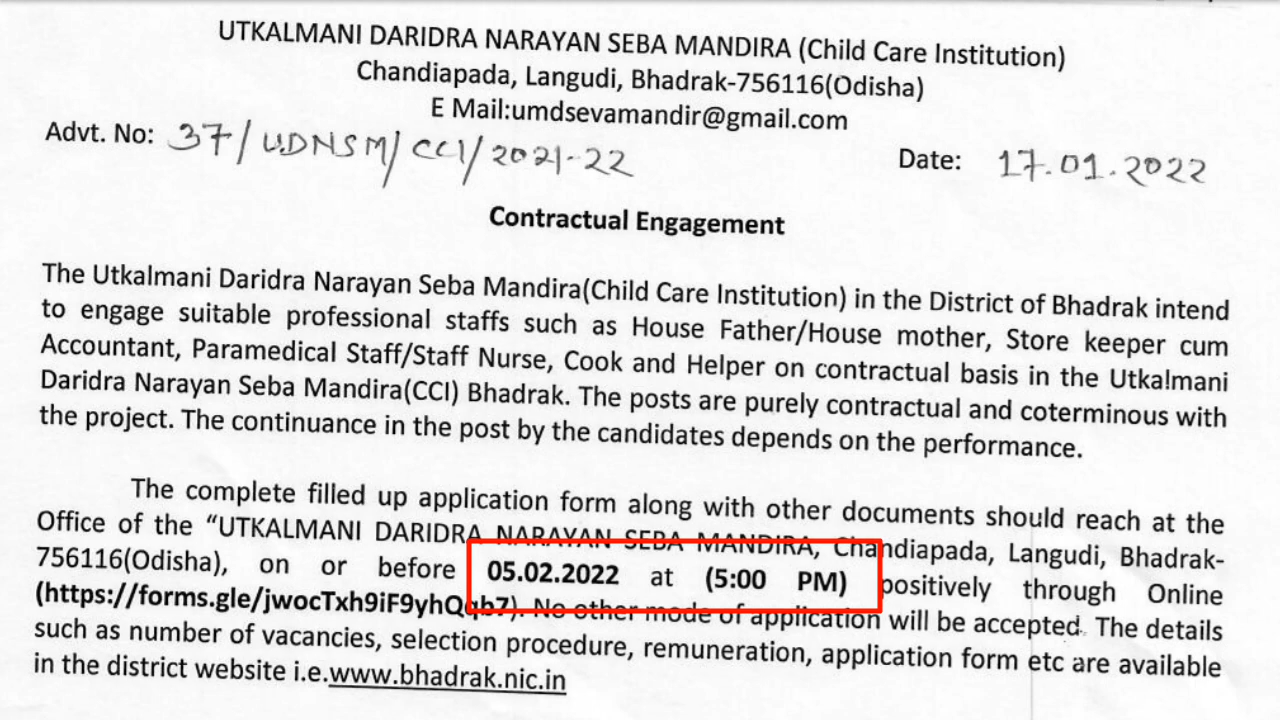 UTKALMANI DARIDRA NARAYAN SEBA MANDIRA (Child Care Institution)
Chandiapada, Langudi, Bhadrak-756116(Odisha)
E Mail:umdsevamandir@gmail.com
Advt. No: 37/UDNSM/CCI/2021-22
Date: 17.01.2022
Contractual Engagement
The Utkalmani Daridra Narayan Seba Mandira(Child Care Institution) in the District of Bhadrak intend
to engage suitable professional staffs such as House Father/House mother, Store keeper cum
Accountant, Paramedical Staff/Staff Nurse, Cook and Helper on contractual basis in the Utkalmani
Daridra Narayan Seba Mandira(CCI) Bhadrak. The posts are purely contractual and coterminous with
the project. The continuance in the post by the candidates depends on the performance.
The complete filled up application form along with other documents should reach at the
Office of the “UTKALMANI DARIDRA NARAYAN SEBA MANDIRA, Chandiapada, Langudi, Bhadrak-
756116(Odisha), on or before 05.02.2022 at (5:00 PM) positively through Online
(https://forms.gle/jwocTxh9iF9yhQqb7). No other mode of application will be accepted. The details
such as number of vacancies, selection procedure, remuneration, application form etc are available
in the district website i.e.www.bhadrak.nic.in